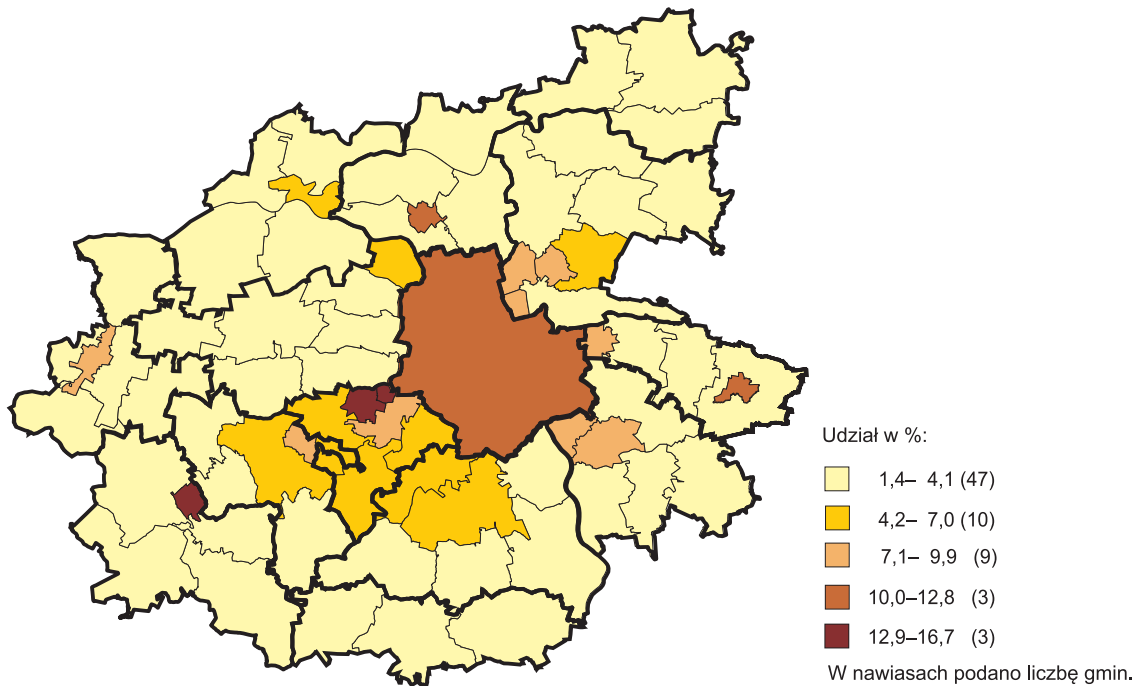 Udział w %:
1,4– 4,1 (47)
4,2– 7,0 (10)
7,1– 9,9 (9)
10,0–12,8 (3)
12,9–16,7 (3)
W nawiasach podano liczbę gmin.